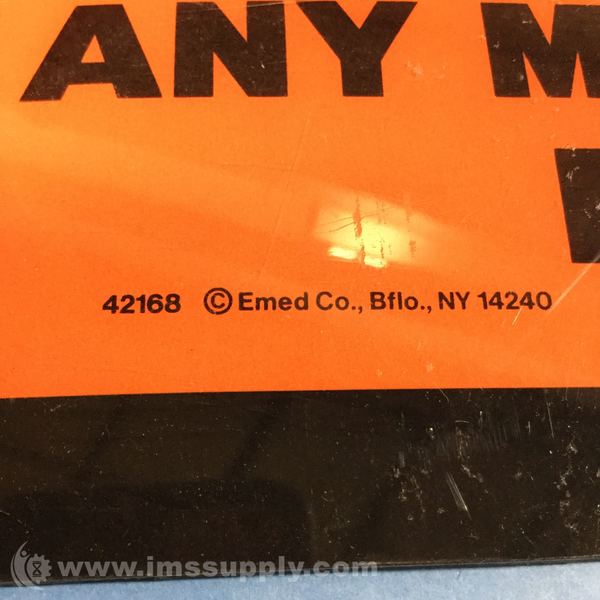 ANY
42168 © Emed Co., Bflo., NY 14240
www.imssupply.com